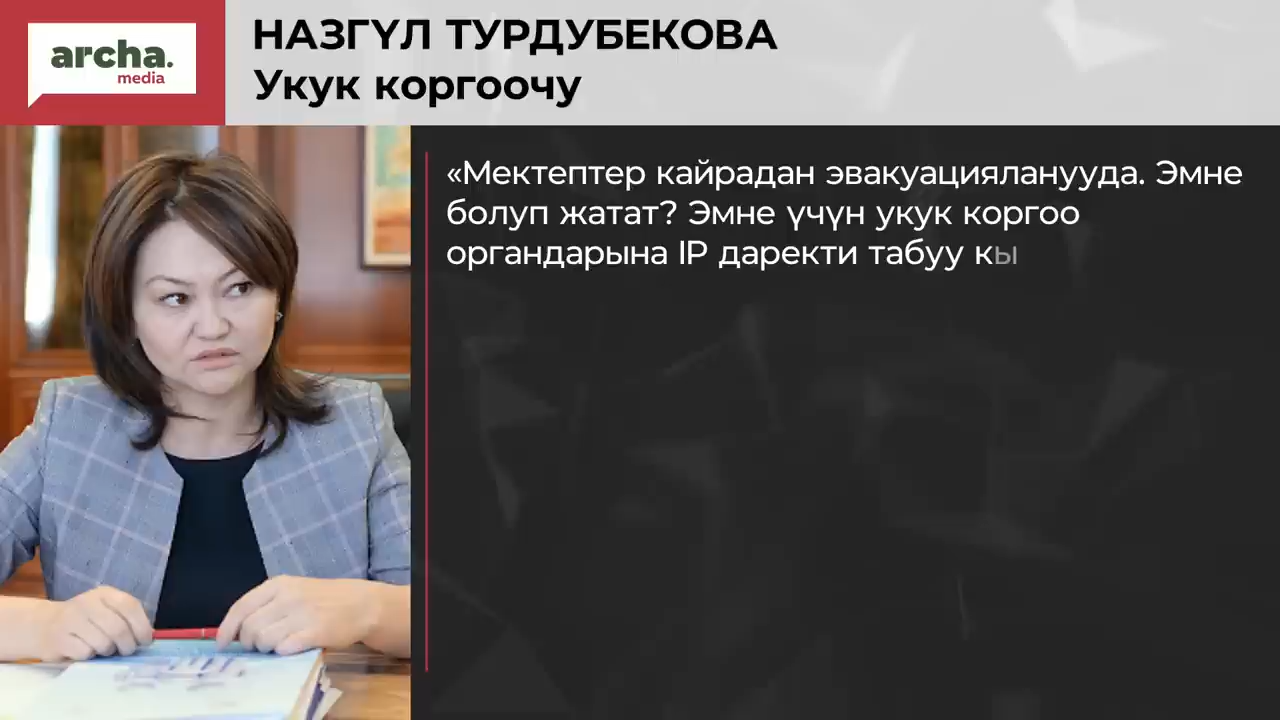 archa.
media
НАЗГҮЛ ТУРДУБЕКОВА
Укук коргоочу
«Мектептер кайрадан эвакуацияланууда. Эмне
болуп жатат? Эмне үчүн укук коргоо
органдарына IP даректи табуу кы